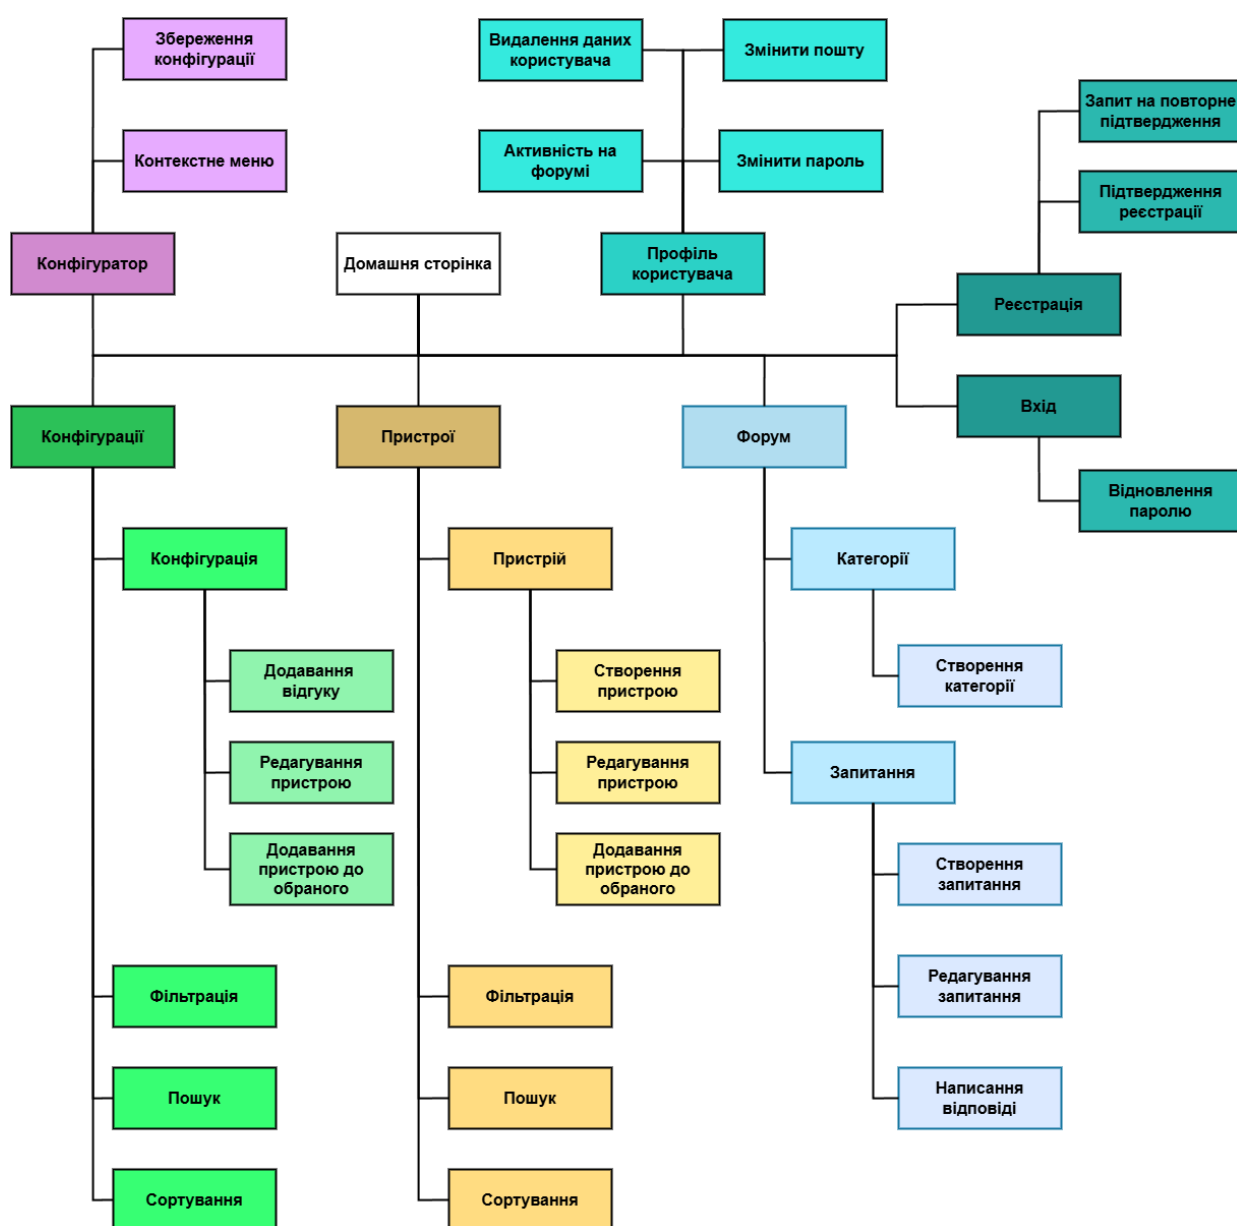 Збереження
конфігурації
Видалення даних
користувача
Змінити пошту
Запит на повторне
підтвердження
Контекстне меню
Активність на
форумі
Змінити пароль
Підтвердження
реєстрації
Конфігуратор
Домашня сторінка
Профіль
користувача
Реєстрація
Конфігурації
Пристрої
Форум
Вхід
Відновлення
паролю
Конфігурація
Пристрій
Категорії
Додавання
відгуку
Створення
пристрою
Створення
категорії
Редагування
пристрою
Редагування
пристрою
Запитання
Додавання
пристрою до
обраного
Додавання
пристрою до
обраного
Створення
запитання
Фільтрація
Фільтрація
Редагування
запитання
Пошук
Пошук
Написання
відповіді
Сортування
Сортування